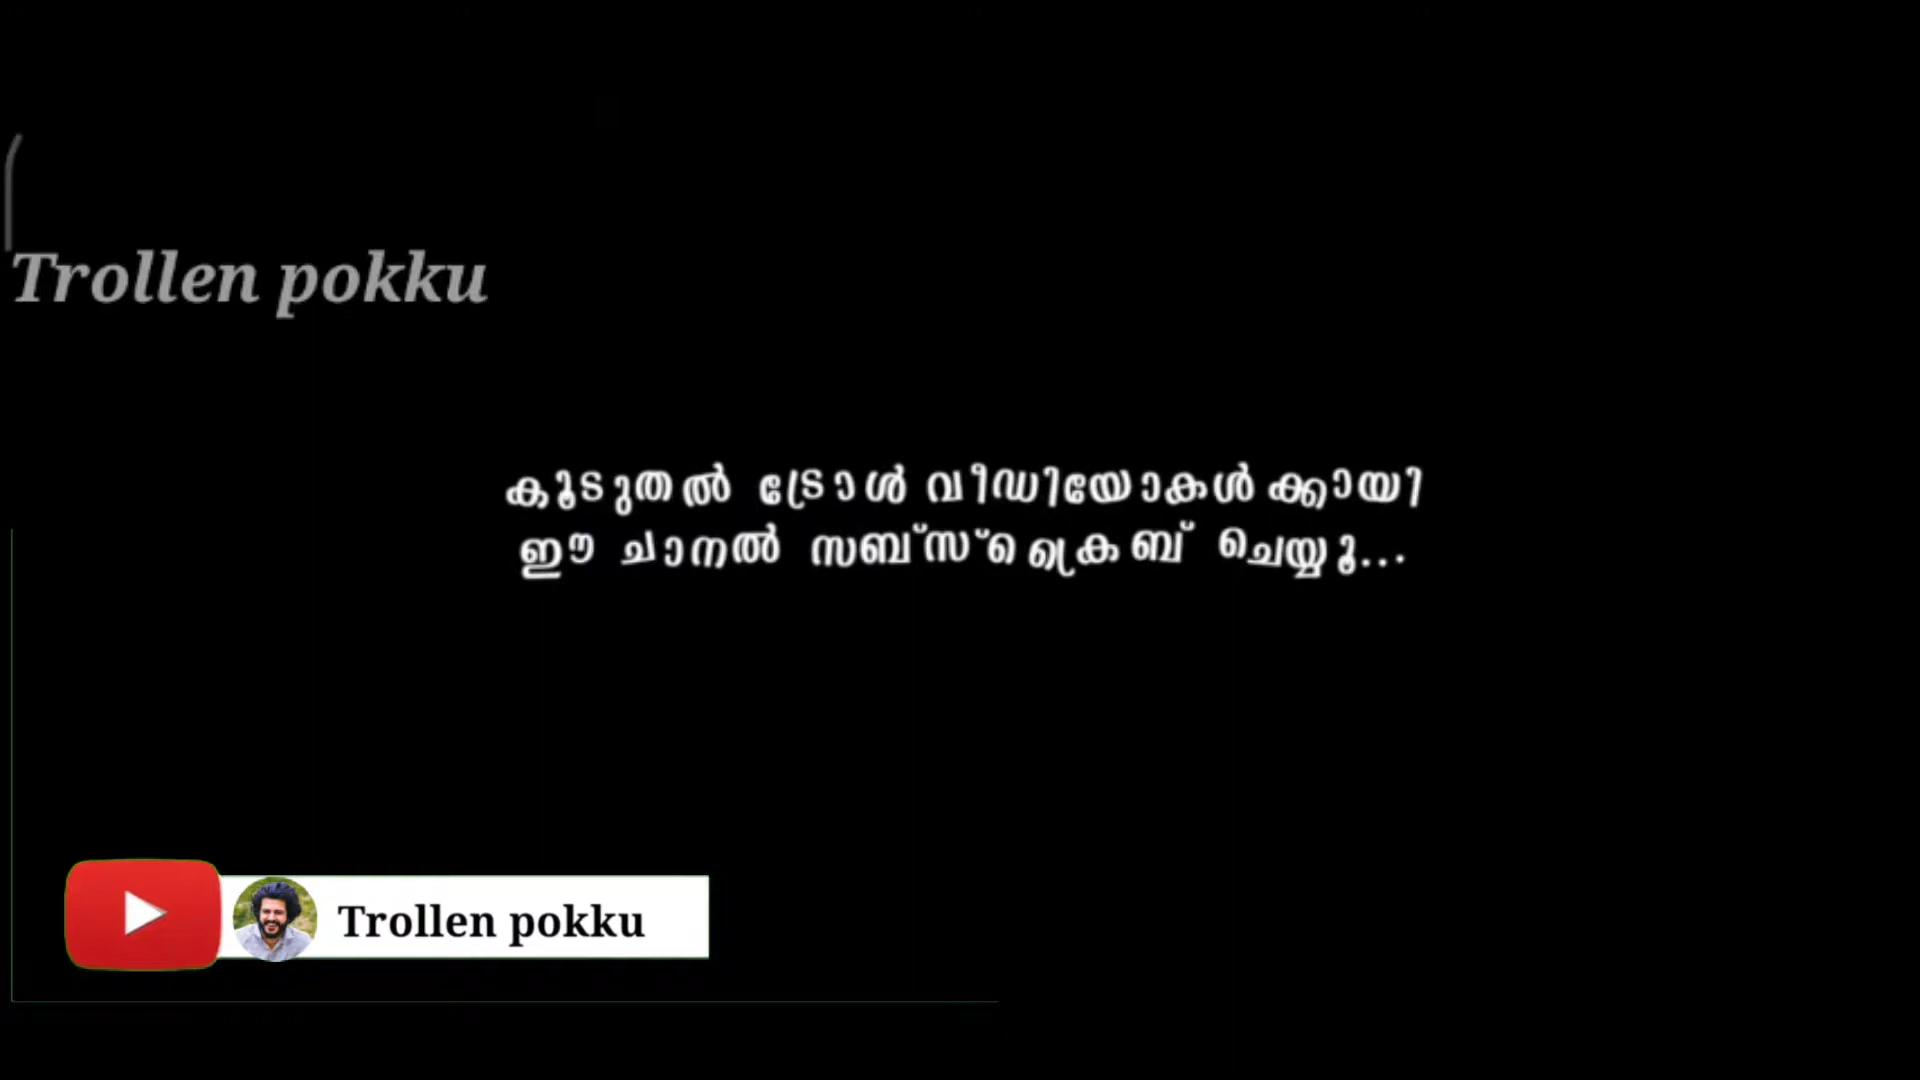 Trollen pokku
കൂടുതൽ ട്രോൾ വീഡിയോകൾക്കായി
ഈ ചാനൽ സബ്സ്ക്രൈബ് ചെയ്യൂ...
Trollen pokku